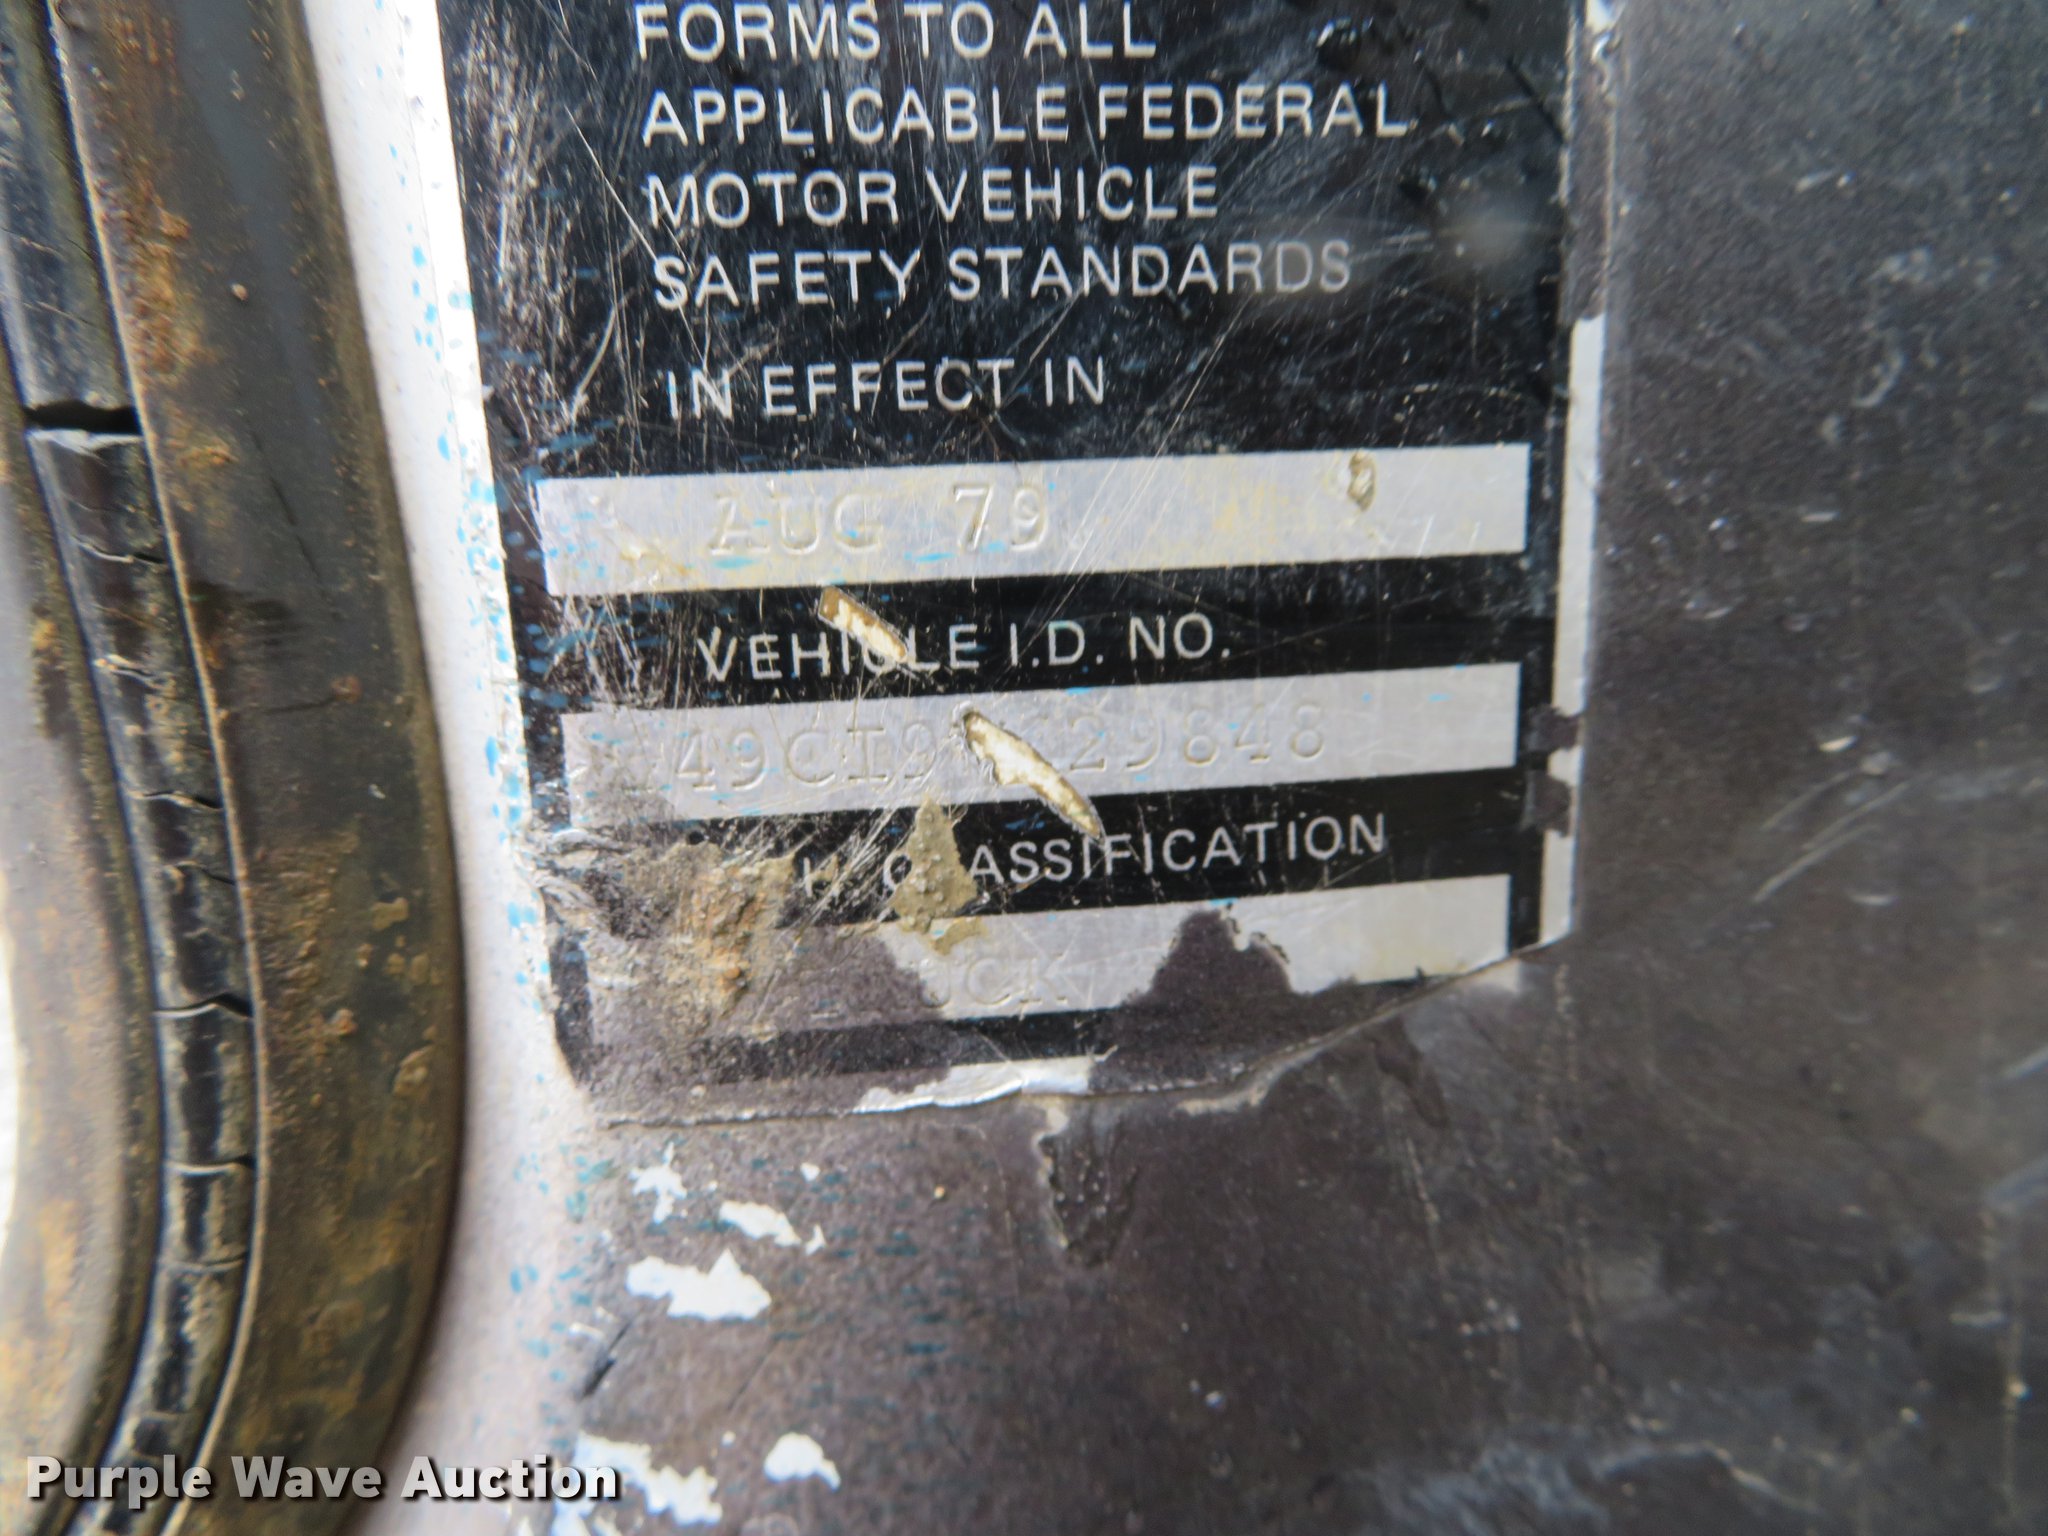 FORMS TO ALL
APPLICABLE FEDERAL
MOTOR VEHICLE
SAFETY STANDARDS
IN EFFECT IN
AUG 79
VEHICLE I.D. NO.
CLASSIFICATION
Purple Wave Auction